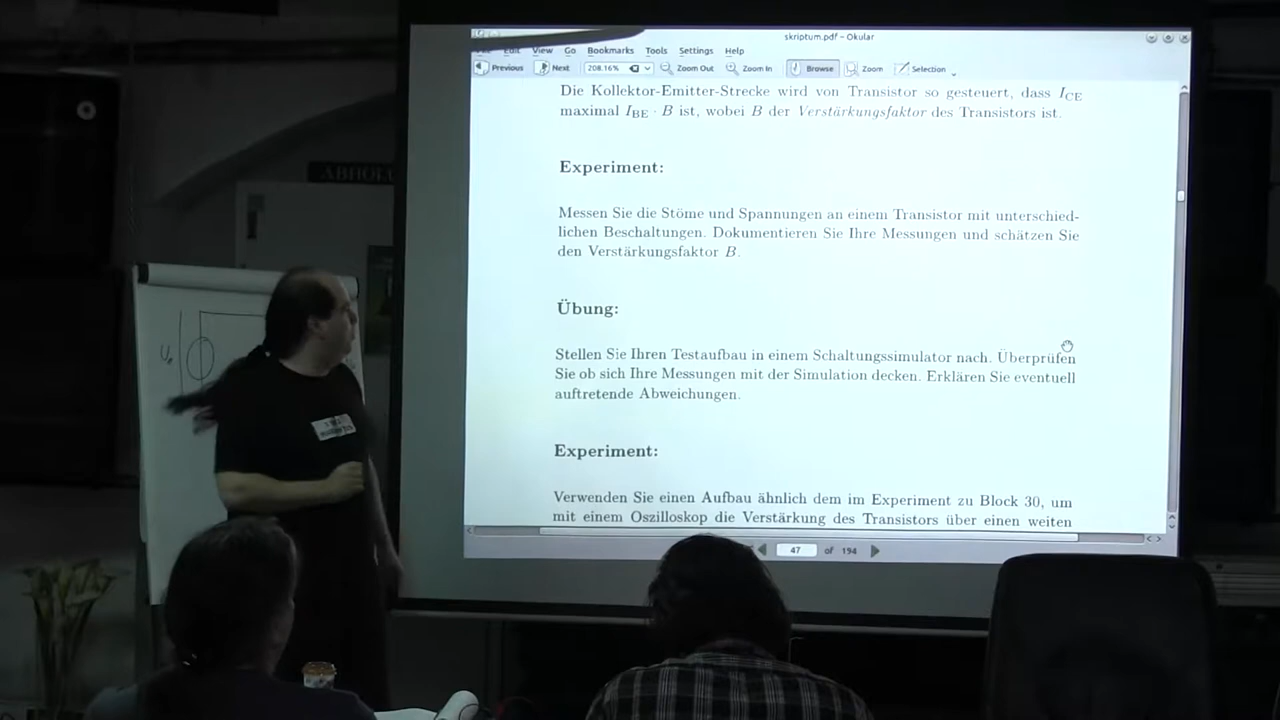 skriptum.pdf – Okular
Edit View Go Bookmarks Tools Settings Help
Previous Next 208.16% Zoom Out Zoom In Browse Zoom Selection
Die Kollektor-Emitter-Strecke wird von Transistor so gesteuert, dass ICE
maximal IBE · B ist, wobei B der Verstärkungsfaktor des Transistors ist.
Experiment:
Messen Sie die Stöme und Spannungen an einem Transistor mit unterschied-
lichen Beschaltungen. Dokumentieren Sie Ihre Messungen und schätzen Sie
den Verstärkungsfaktor B.
Übung:
Stellen Sie Ihren Testaufbau in einem Schaltungssimulator nach. Überprüfen
Sie ob sich Ihre Messungen mit der Simulation decken. Erklären Sie eventuell
auftretende Abweichungen.
Experiment:
Verwenden Sie einen Aufbau ähnlich dem im Experiment zu Block 30, um
mit einem Oszilloskop die Verstärkung des Transistors über einen weiten
47 of 194